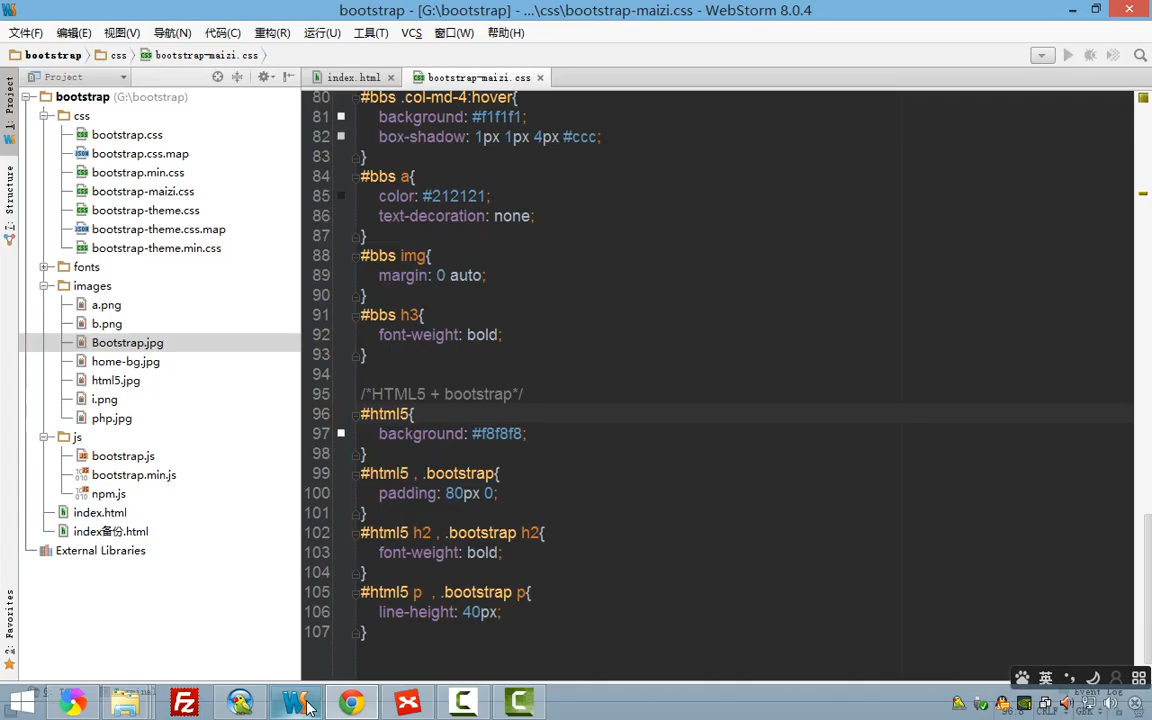 bootstrap - [G:\bootstrap] - ...\css\bootstrap-maizi.css - WebStorm 8.0.4
文件(F) 编辑(E) 视图(V) 导航(N) 代码(C) 重构(R) 运行(U) 工具(T) VCS 窗口(W) 帮助(H)
bootstrap css bootstrap-maizi.css
Project
index.html
bootstrap-maizi.css
1: Project
7: Structure
2: Favorites
bootstrap (G:\bootstrap)
css
bootstrap.css
bootstrap.css.map
bootstrap.min.css
bootstrap-maizi.css
bootstrap-theme.css
bootstrap-theme.css.map
bootstrap-theme.min.css
fonts
images
a.png
b.png
Bootstrap.jpg
home-bg.jpg
html5.jpg
i.png
php.jpg
js
bootstrap.js
bootstrap.min.js
npm.js
index.html
index备份.html
External Libraries
80 #bbs .col-md-4:hover{
81 background: #f1f1f1;
82 box-shadow: 1px 1px 4px #ccc;
83 }
84 #bbs a{
85 color: #212121;
86 text-decoration: none;
87 }
88 #bbs img{
89 margin: 0 auto;
90 }
91 #bbs h3{
92 font-weight: bold;
93 }
94
95 /*HTML5 + bootstrap*/
96 #html5{
97 background: #f8f8f8;
98 }
99 #html5 , .bootstrap{
100 padding: 80px 0;
101 }
102 #html5 h2 , .bootstrap h2{
103 font-weight: bold;
104 }
105 #html5 p , .bootstrap p{
106 line-height: 40px;
107 }
英
Event Log